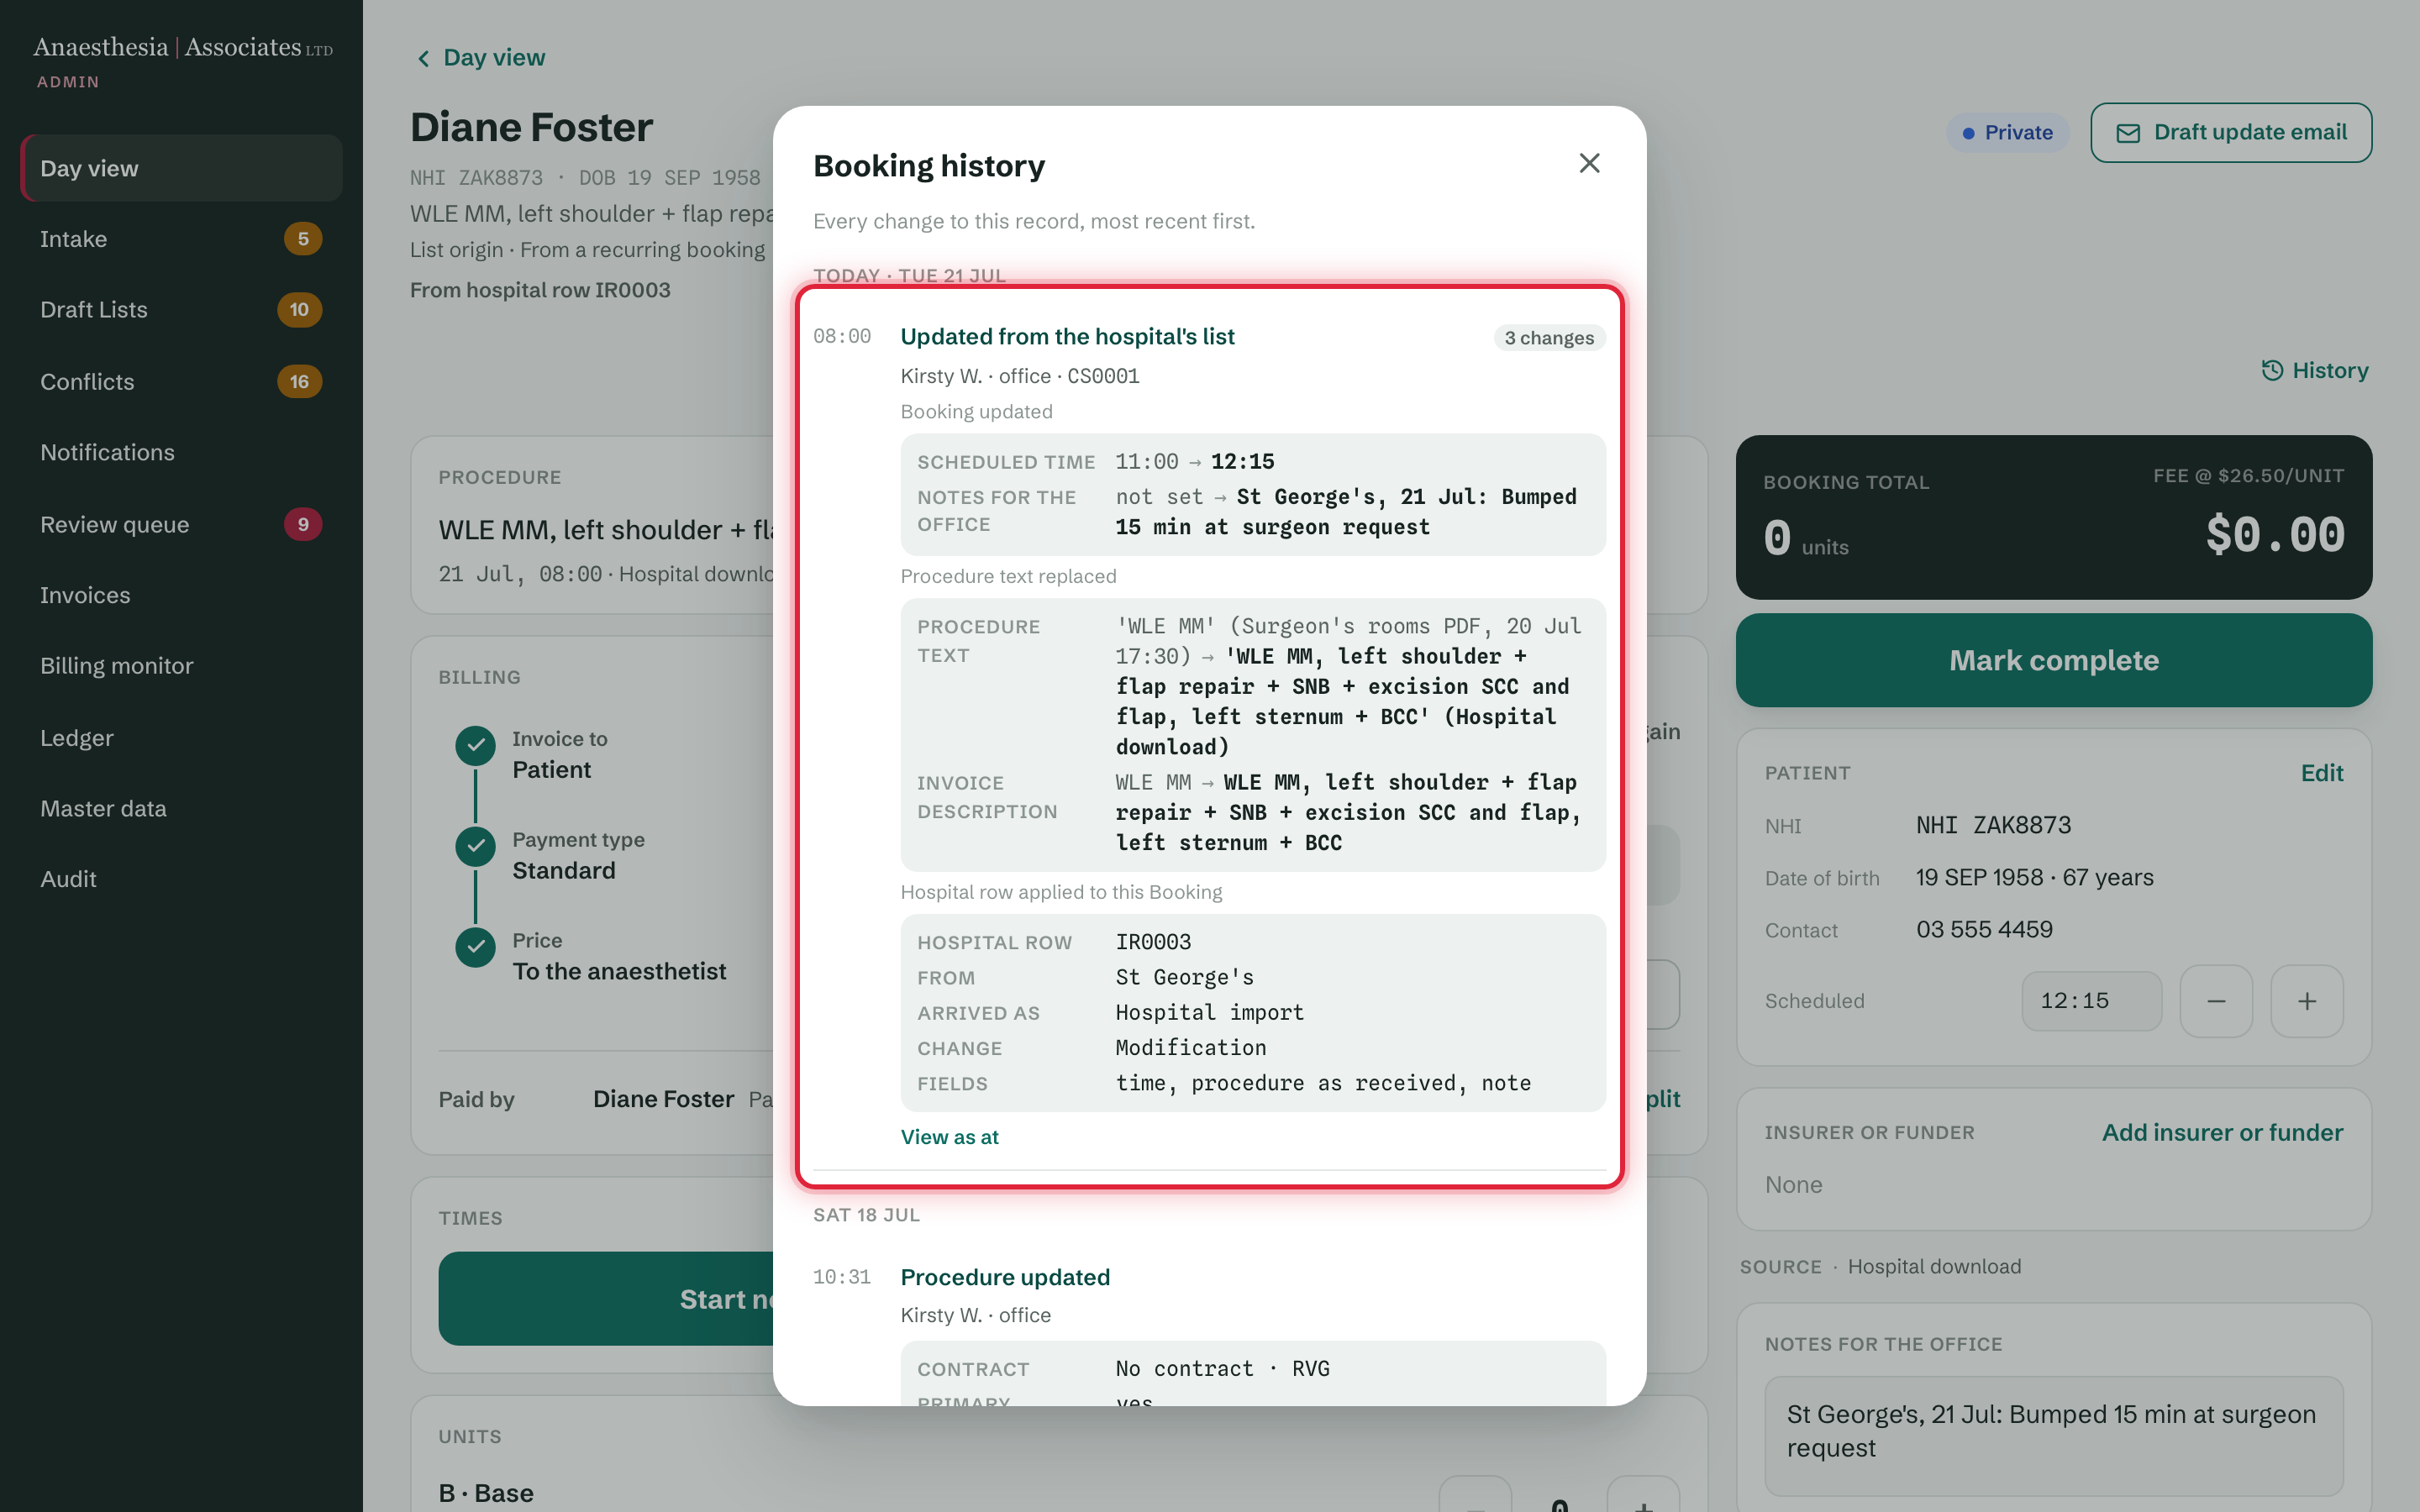 Anaesthesia | Associates LTD
ADMIN
Day view
Intake 5
Draft Lists 10
Conflicts 16
Notifications
Review queue 9
Invoices
Billing monitor
Ledger
Master data
Audit
Day view
Diane Foster
NHI ZAK8873 · DOB 19 SEP 1958
WLE MM, left shoulder + flap repa
List origin · From a recurring booking
From hospital row IR0003
Private
Draft update email
History
PROCEDURE
WLE MM, left shoulder + fl
21 Jul, 08:00 · Hospital downlo
BILLING
Invoice to
Patient
Payment type
Standard
Price
To the anaesthetist
Paid by Diane Foster Pa
gain
plit
TIMES
Start n
UNITS
B · Base
0
Booking history
Every change to this record, most recent first.
TODAY · TUE 21 JUL
08:00 Updated from the hospital's list 3 changes
Kirsty W. · office · CS0001
Booking updated
SCHEDULED TIME 11:00 → 12:15
NOTES FOR THE OFFICE not set → St George's, 21 Jul: Bumped
15 min at surgeon request
Procedure text replaced
PROCEDURE TEXT 'WLE MM' (Surgeon's rooms PDF, 20 Jul
17:30) → 'WLE MM, left shoulder +
flap repair + SNB + excision SCC and
flap, left sternum + BCC' (Hospital
download)
INVOICE DESCRIPTION WLE MM → WLE MM, left shoulder + flap
repair + SNB + excision SCC and flap,
left sternum + BCC
Hospital row applied to this Booking
HOSPITAL ROW IR0003
FROM St George's
ARRIVED AS Hospital import
CHANGE Modification
FIELDS time, procedure as received, note
View as at
SAT 18 JUL
10:31 Procedure updated
Kirsty W. · office
CONTRACT No contract · RVG
PRIMARY yes
BOOKING TOTAL FEE @ $26.50/UNIT
0 units $0.00
Mark complete
PATIENT Edit
NHI NHI ZAK8873
Date of birth 19 SEP 1958 · 67 years
Contact 03 555 4459
Scheduled 12:15 − +
INSURER OR FUNDER Add insurer or funder
None
SOURCE · Hospital download
NOTES FOR THE OFFICE
St George's, 21 Jul: Bumped 15 min at surgeon
request